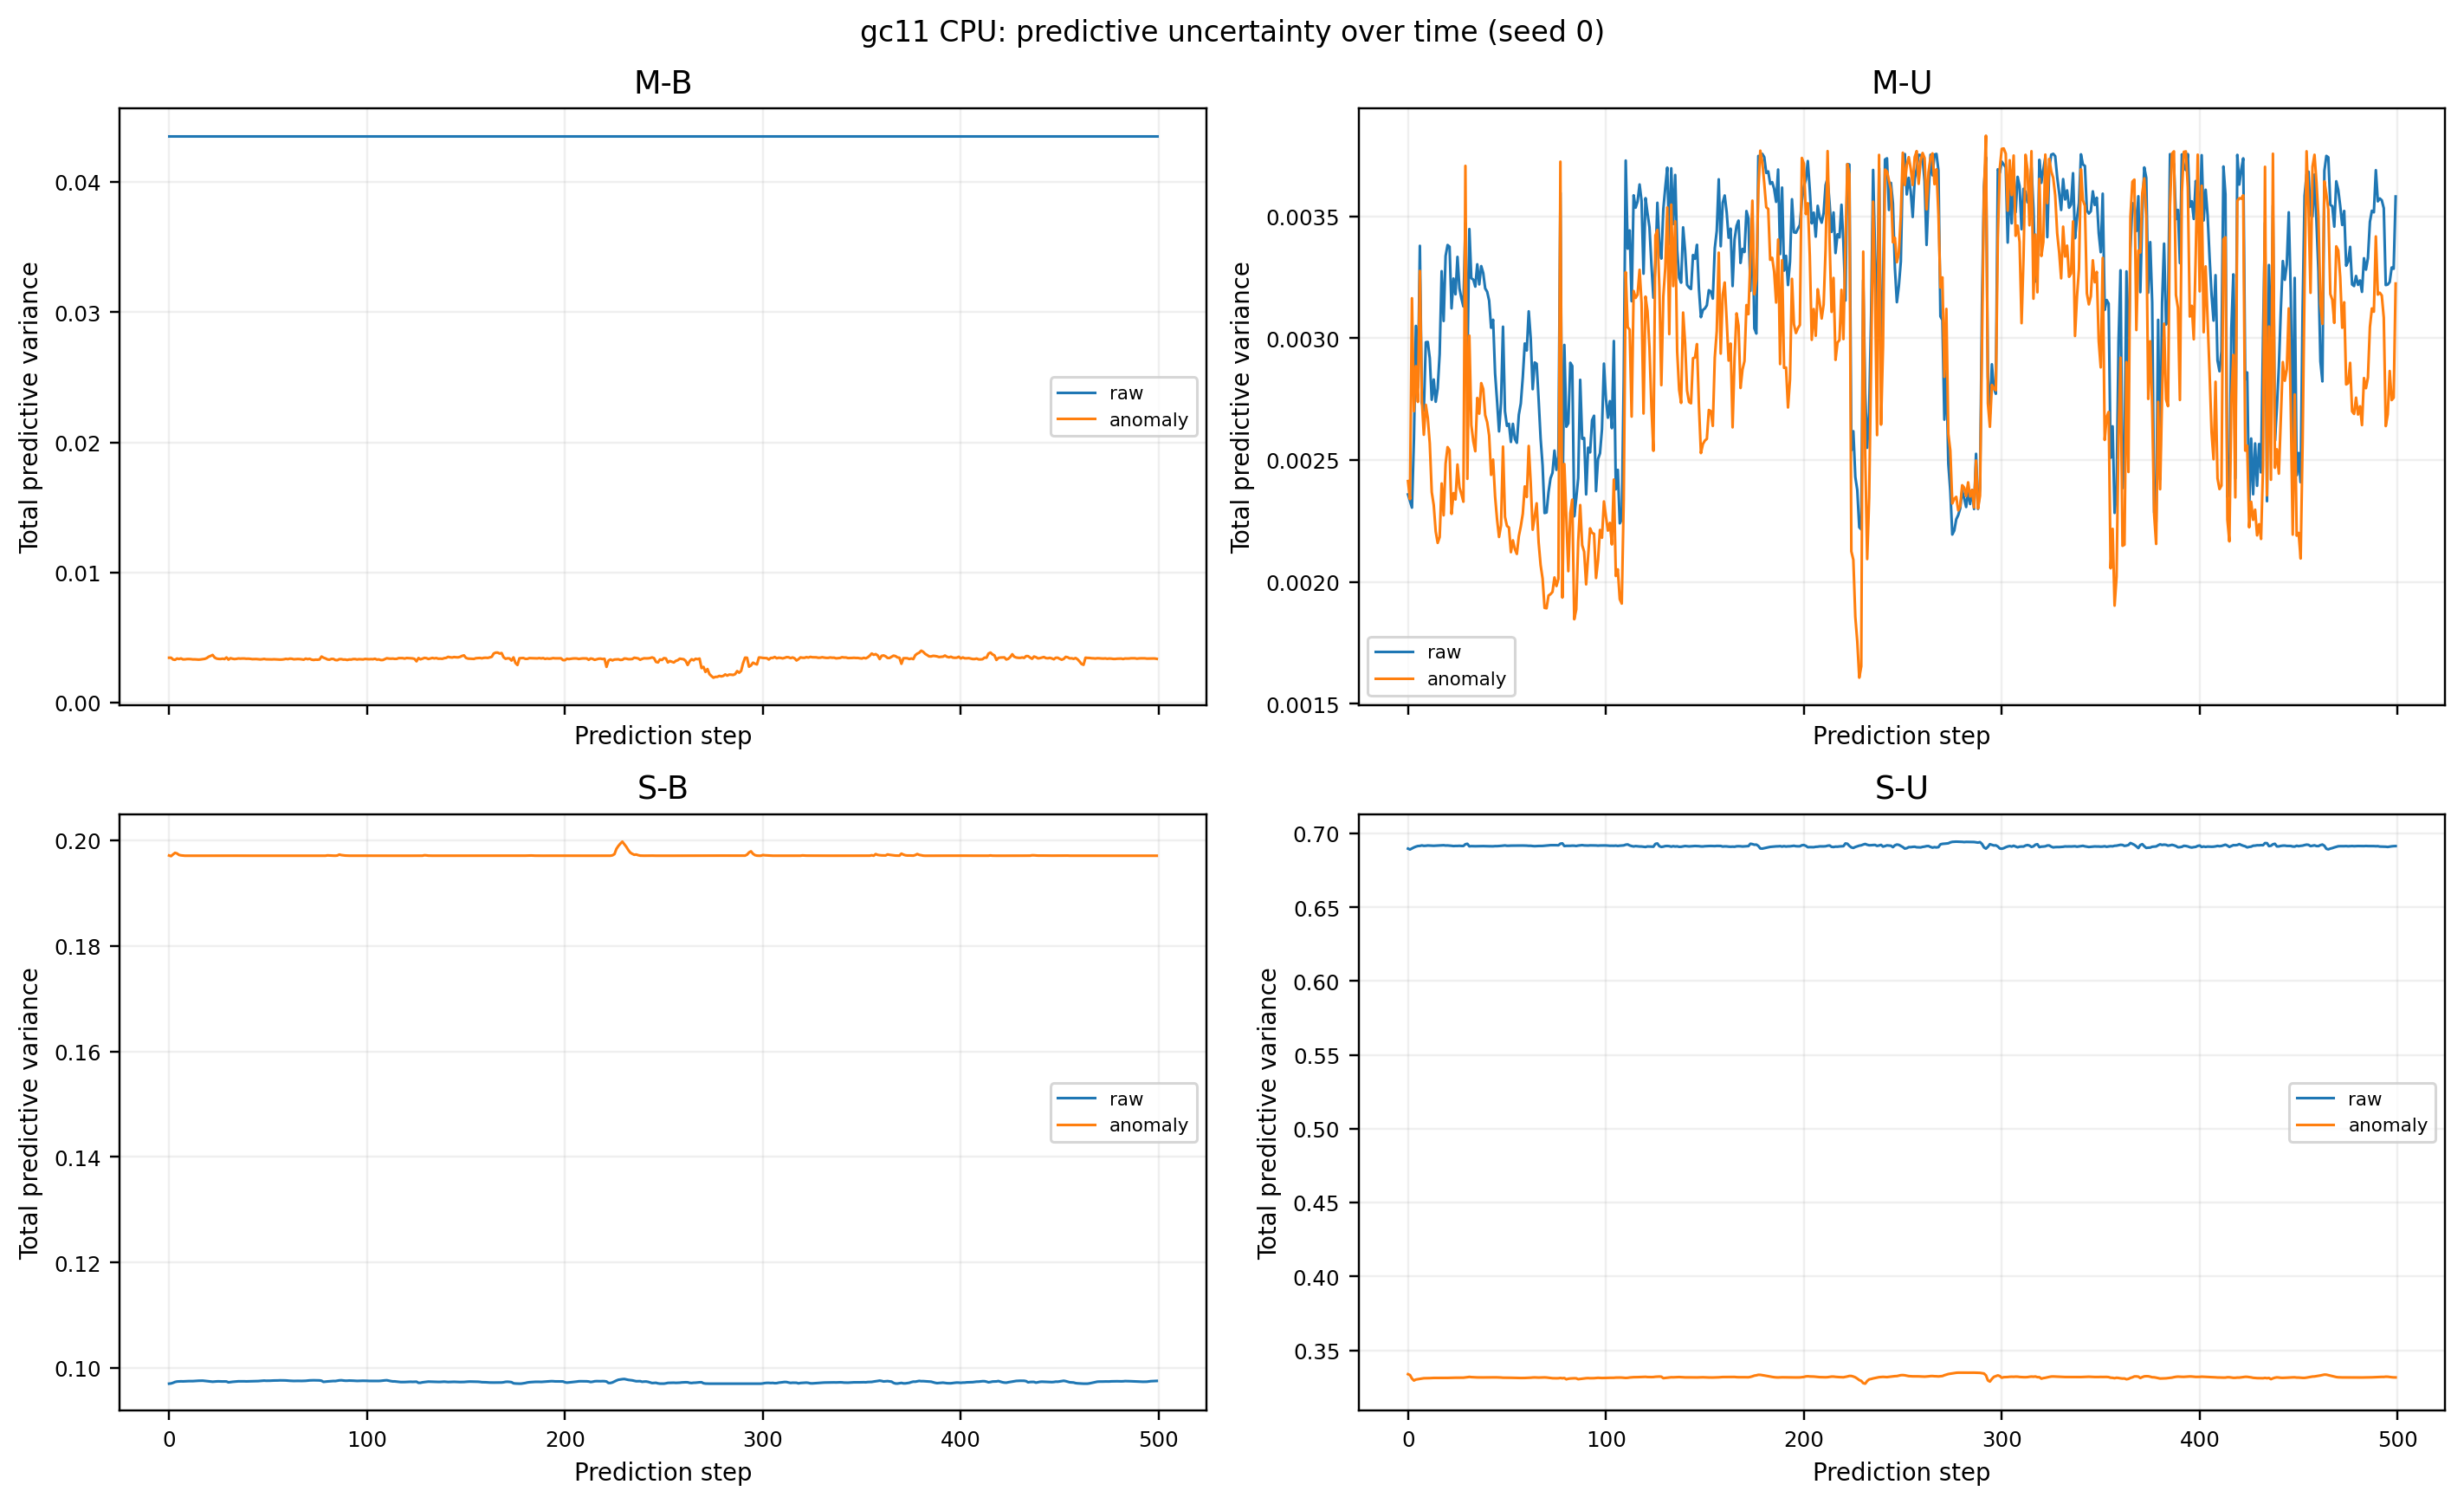 gc11 CPU: predictive uncertainty over time (seed 0)
M-B
Total predictive variance
0.04
0.03
0.02
0.01
0.00
raw
anomaly
Prediction step
M-U
Total predictive variance
0.0035
0.0030
0.0025
0.0020
0.0015
raw
anomaly
Prediction step
S-B
Total predictive variance
0.20
0.18
0.16
0.14
0.12
0.10
raw
anomaly
0 100 200 300 400 500
Prediction step
S-U
Total predictive variance
0.70
0.65
0.60
0.55
0.50
0.45
0.40
0.35
raw
anomaly
0 100 200 300 400 500
Prediction step